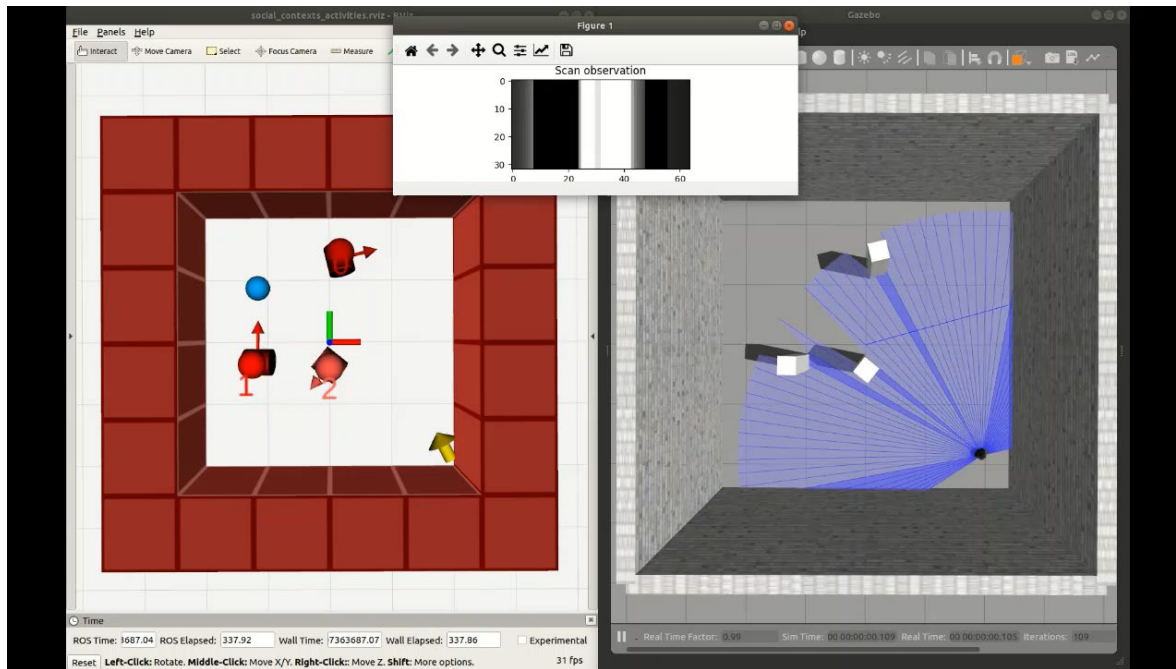 social_contexts_activities.rviz - RViz
Figure 1
Gazebo
File Panels Help
Interact Move Camera Select Focus Camera Measure
Scan observation
0
10
20
30
0 20 40 60
1
2
Time
ROS Time: 3687.04 ROS Elapsed: 337.92 Wall Time: 7363687.07 Wall Elapsed: 337.86 Experimental
Reset Left-Click: Rotate. Middle-Click: Move X/Y. Right-Click:: Move Z. Shift: More options. 31 fps
Real Time Factor: 0.99 Sim Time: 00 00:00:00.109 Real Time: 00 00:00:00.105 Iterations: 109